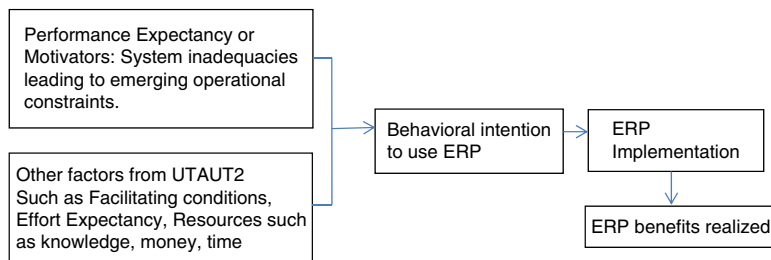 Performance Expectancy or
Motivators: System inadequacies
leading to emerging operational
constraints.
Other factors from UTAUT2
Such as Facilitating conditions,
Effort Expectancy, Resources such
as knowledge, money, time
Behavioral intention
to use ERP
ERP
Implementation
ERP benefits realized